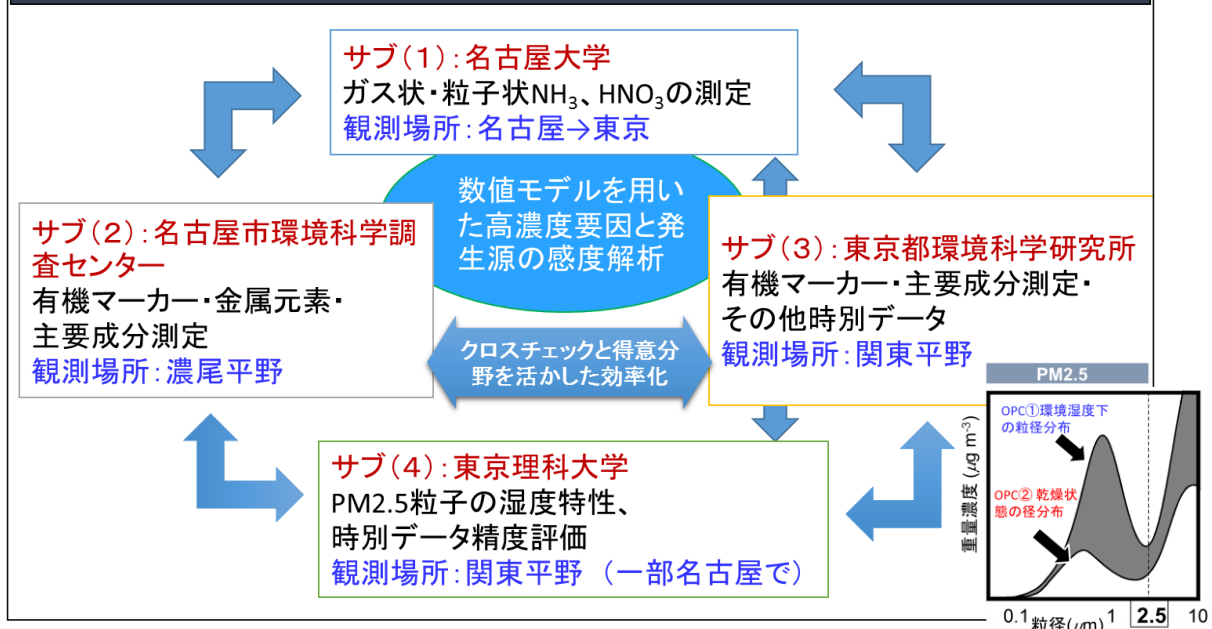 サブ(1):名古屋大学
ガス状・粒子状NH₃、HNO₃の測定
観測場所:名古屋→東京
数値モデルを用い
た高濃度要因と発
生源の感度解析
サブ(2):名古屋市環境科学調
査センター
有機マーカー・金属元素・
主要成分測定
観測場所:濃尾平野
サブ(3):東京都環境科学研究所
有機マーカー・主要成分測定・
その他時別データ
観測場所:関東平野
クロスチェックと得意分
野を活かした効率化
サブ(4):東京理科大学
PM2.5粒子の湿度特性、
時別データ精度評価
観測場所:関東平野 (一部名古屋で)
PM2.5
OPC①環境湿度下
の粒径分布
OPC② 乾燥状
態の径分布
重量濃度 (μg m⁻³)
0.1 粒径(μm) 1 2.5 10